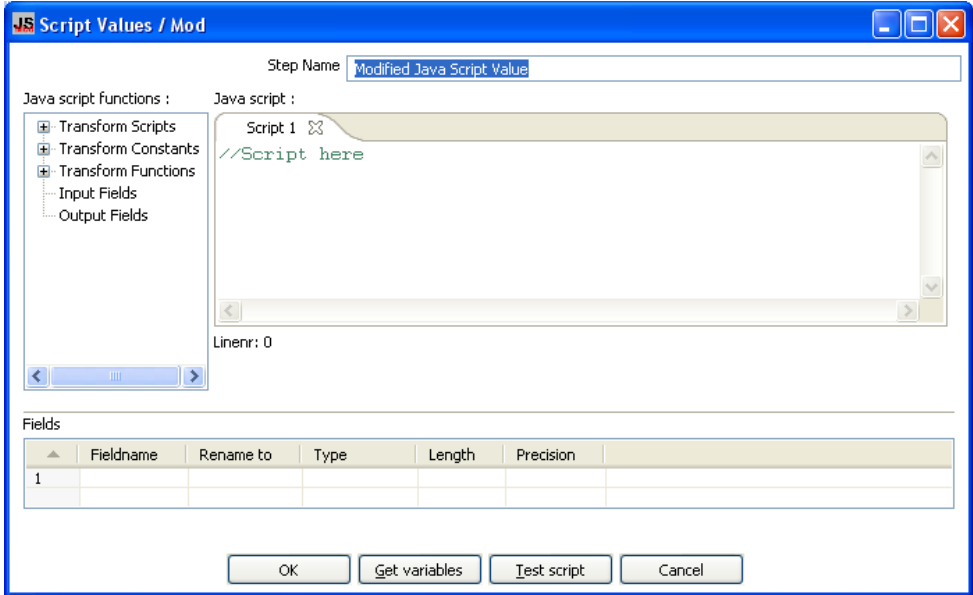 JS Script Values / Mod
Step Name Modified Java Script Value
Java script functions : Java script :
Transform Scripts
Transform Constants
Transform Functions
Input Fields
Output Fields
Script 1
//Script here
Linenr: 0
Fields
Fieldname Rename to Type Length Precision
1
OK Get variables Test script Cancel